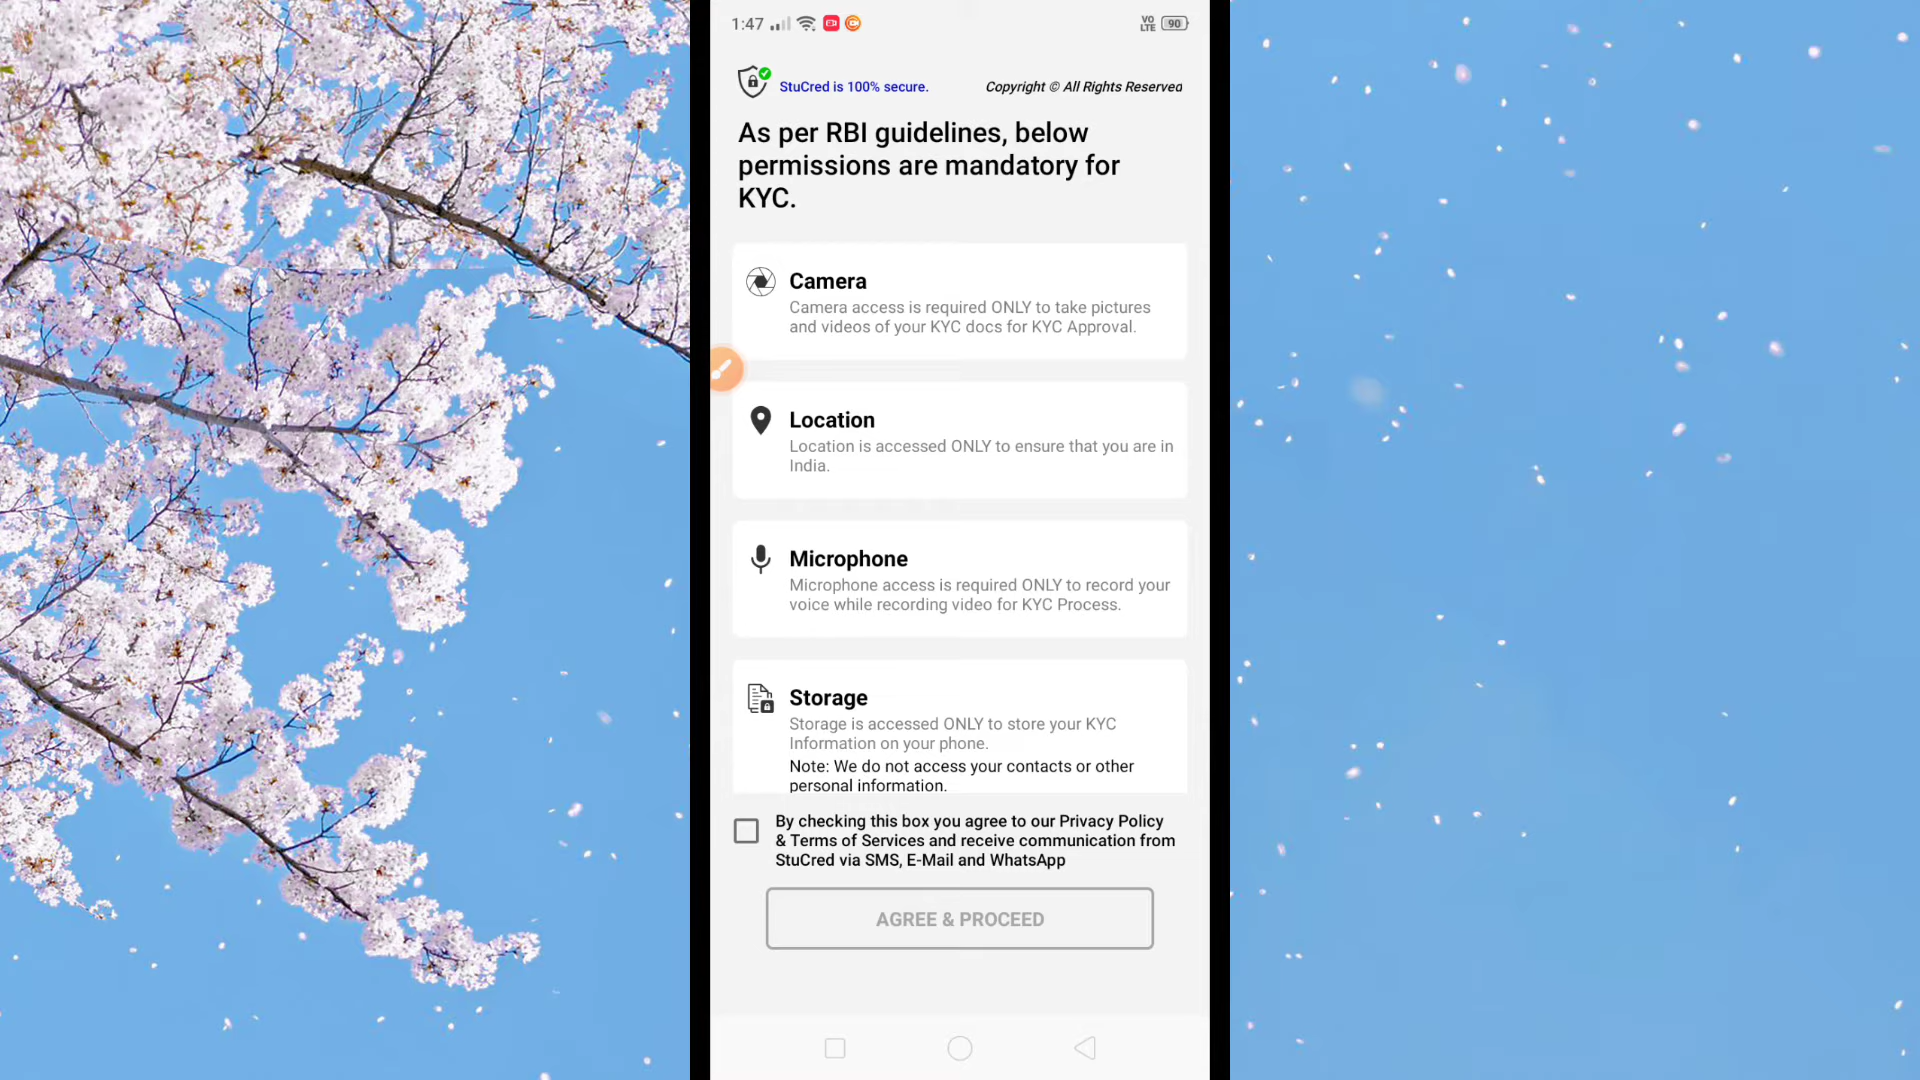 1:47
VO
LTE
90
StuCred is 100% secure.
Copyright © All Rights Reserved
As per RBI guidelines, below
permissions are mandatory for
KYC.
Camera
Camera access is required ONLY to take pictures
and videos of your KYC docs for KYC Approval.
Location
Location is accessed ONLY to ensure that you are in
India.
Microphone
Microphone access is required ONLY to record your
voice while recording video for KYC Process.
Storage
Storage is accessed ONLY to store your KYC
Information on your phone.
Note: We do not access your contacts or other
personal information.
By checking this box you agree to our Privacy Policy
& Terms of Services and receive communication from
StuCred via SMS, E-Mail and WhatsApp
AGREE & PROCEED